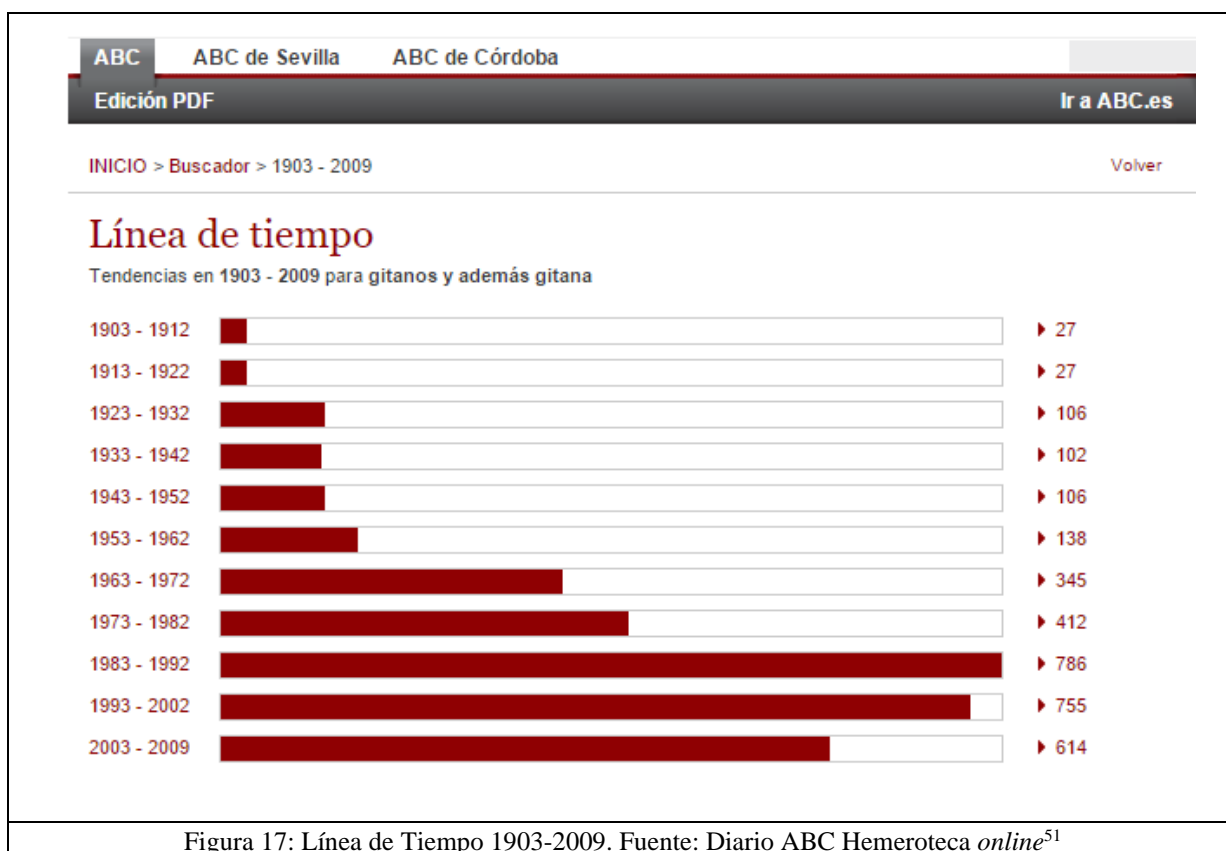 ABC ABC de Sevilla ABC de Córdoba
Edición PDF Ir a ABC.es
INICIO > Buscador > 1903 - 2009 Volver
Línea de tiempo
Tendencias en 1903 - 2009 para gitanos y además gitana
1903 - 1912 27
1913 - 1922 27
1923 - 1932 106
1933 - 1942 102
1943 - 1952 106
1953 - 1962 138
1963 - 1972 345
1973 - 1982 412
1983 - 1992 786
1993 - 2002 755
2003 - 2009 614
Figura 17: Línea de Tiempo 1903-2009. Fuente: Diario ABC Hemeroteca online51